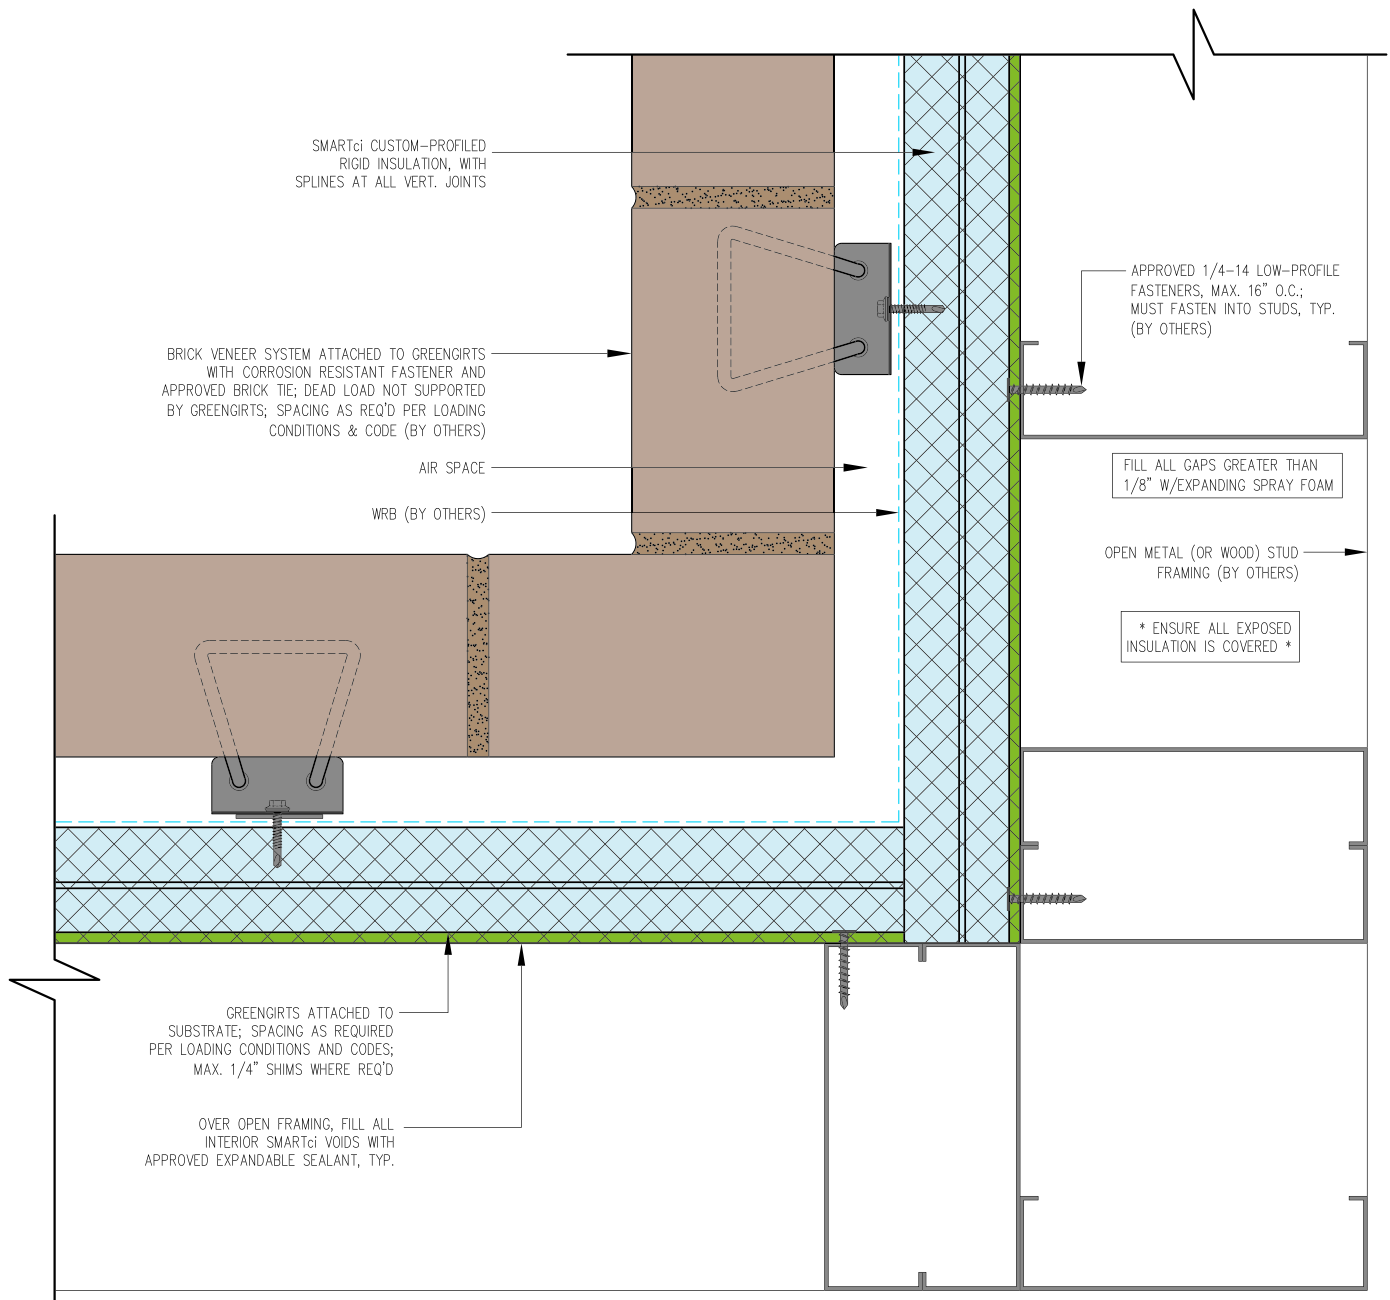 SMARTci CUSTOM-PROFILED
RIGID INSULATION, WITH
SPLINES AT ALL VERT. JOINTS
APPROVED 1/4-14 LOW-PROFILE
FASTENERS, MAX. 16" O.C.;
MUST FASTEN INTO STUDS, TYP.
(BY OTHERS)
BRICK VENEER SYSTEM ATTACHED TO GREENGIRTS
WITH CORROSION RESISTANT FASTENER AND
APPROVED BRICK TIE; DEAD LOAD NOT SUPPORTED
BY GREENGIRTS; SPACING AS REQ'D PER LOADING
CONDITIONS & CODE (BY OTHERS)
AIR SPACE
FILL ALL GAPS GREATER THAN
1/8" W/EXPANDING SPRAY FOAM
WRB (BY OTHERS)
OPEN METAL (OR WOOD) STUD
FRAMING (BY OTHERS)
* ENSURE ALL EXPOSED
INSULATION IS COVERED *
GREENGIRTS ATTACHED TO
SUBSTRATE; SPACING AS REQUIRED
PER LOADING CONDITIONS AND CODES;
MAX. 1/4" SHIMS WHERE REQ'D
OVER OPEN FRAMING, FILL ALL
INTERIOR SMARTci VOIDS WITH
APPROVED EXPANDABLE SEALANT, TYP.